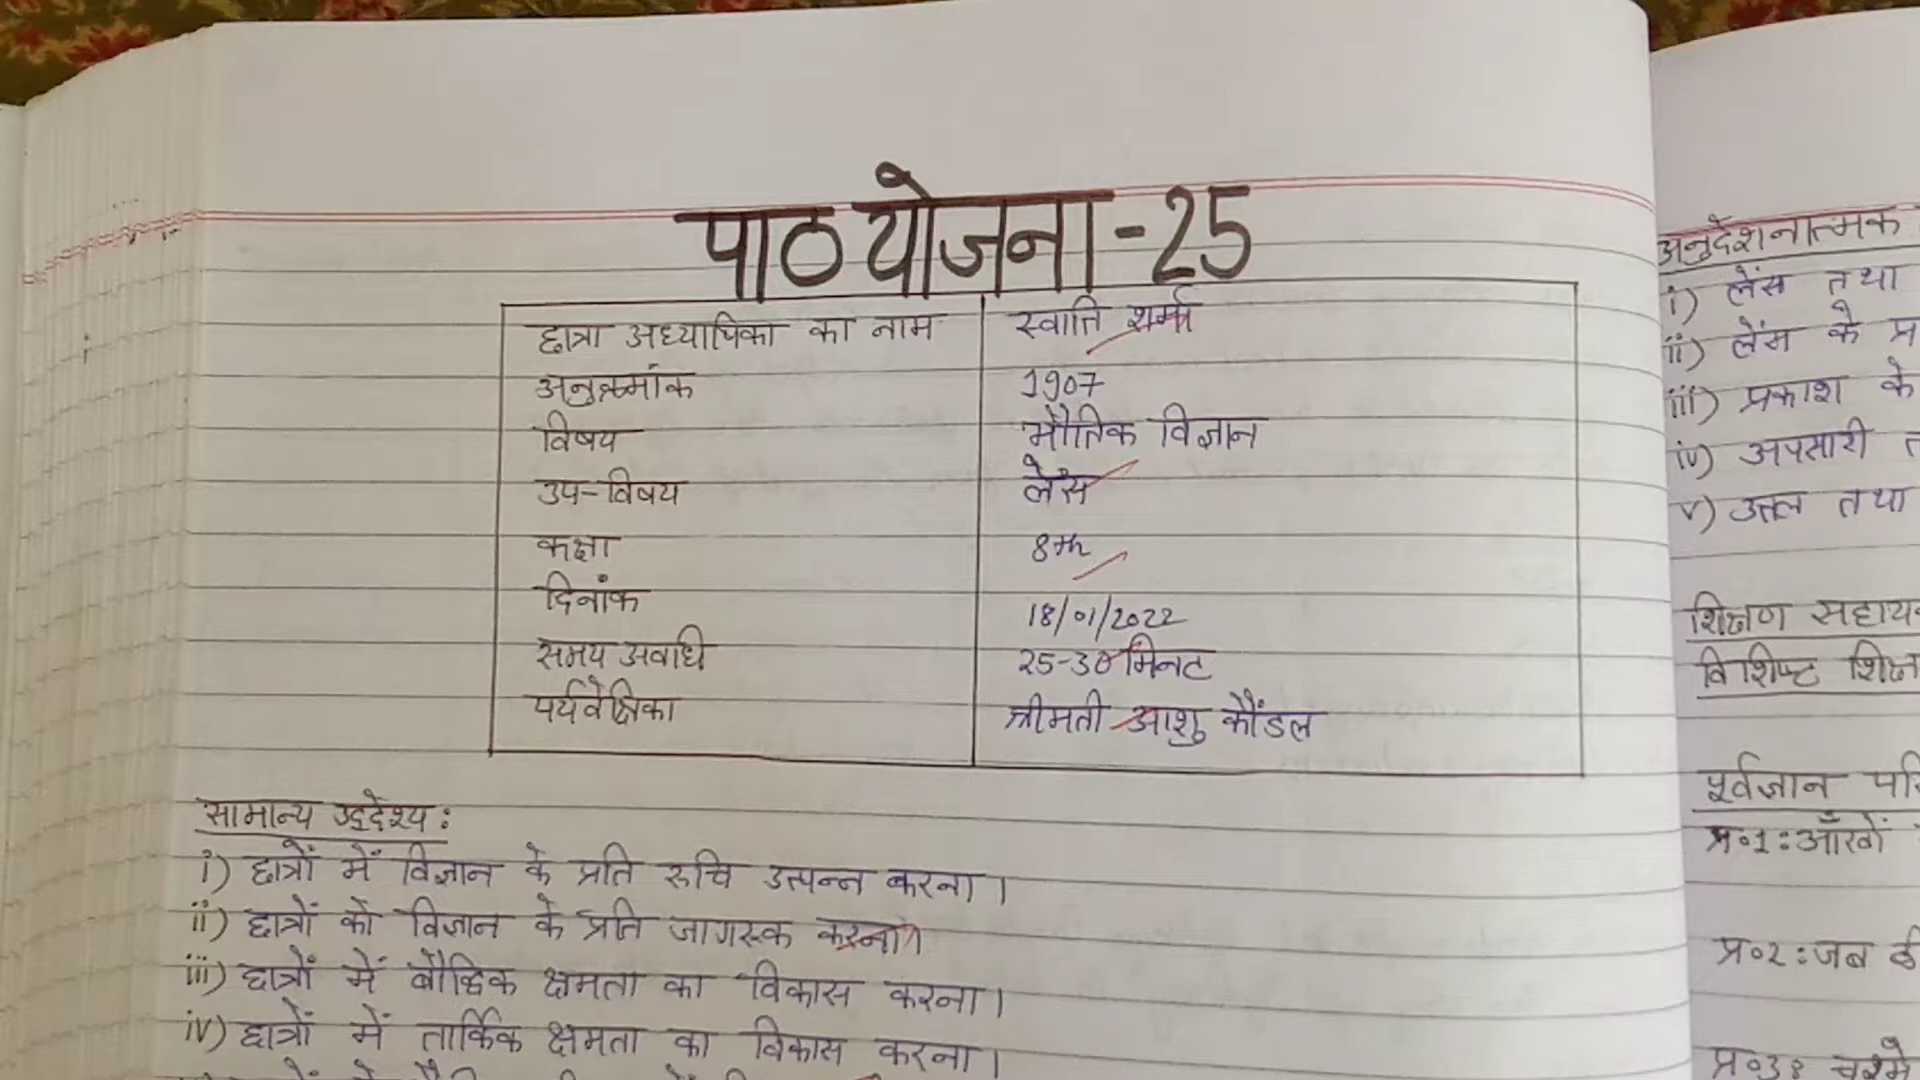 पाठ योजना-25
छात्रा अध्यापिका का नाम स्वाति शर्मा
अनुक्रमांक 1907
विषय भौतिक विज्ञान
उप-विषय लेंस
कक्षा 8th
दिनांक 18/01/2022
समय अवधि 25-30 मिनट
पर्यवेक्षिका श्रीमती आशु कौंडल
सामान्य उद्देश्य:
i) छात्रों में विज्ञान के प्रति रुचि उत्पन्न करना।
ii) छात्रों को विज्ञान के प्रति जागरूक करना।
iii) छात्रों में बौद्धिक क्षमता का विकास करना।
iv) छात्रों में तार्किक क्षमता का विकास करना।
अनुदेशनात्मक
i) लेंस तथा
ii) लेंस के प्र
iii) प्रकाश के
iv) अपसारी त
v) उत्तल तथा
शिक्षण सहाय
विशिष्ट शिक्ष
पूर्वज्ञान परि
प्र०1: आँखों
प्र०2: जब
प्र०3: चश्मे